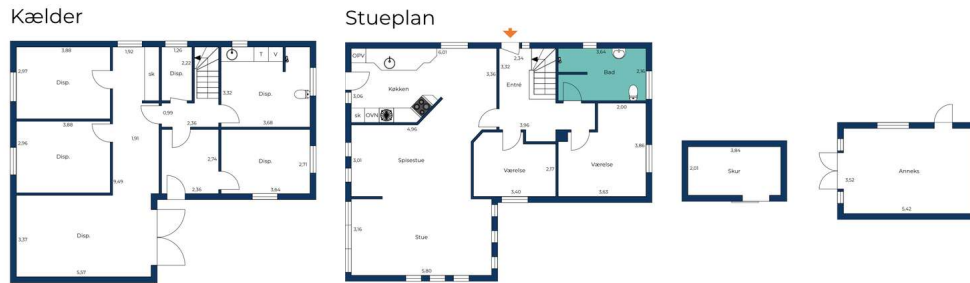 Kælder
3,88
1,92
1,26
2,22
T V
2,97
Disp.
sk
Disp.
3,32
Disp.
0,99
3,88
1,91
2,36
3,68
2,96
Disp.
2,74
Disp.
2,71
9,49
2,36
3,64
3,37
Disp.
5,57
Stueplan
OPV
4,01
2,34
3,64
3,32
3,36
Køkken
Entré
Bad
2,16
3,06
sk OVN
2,00
4,96
3,96
3,01
Spisestue
Værelse
3,86
Værelse
2,17
3,40
3,63
3,16
Stue
5,80
3,84
2,01
Skur
3,52
Anneks
5,42